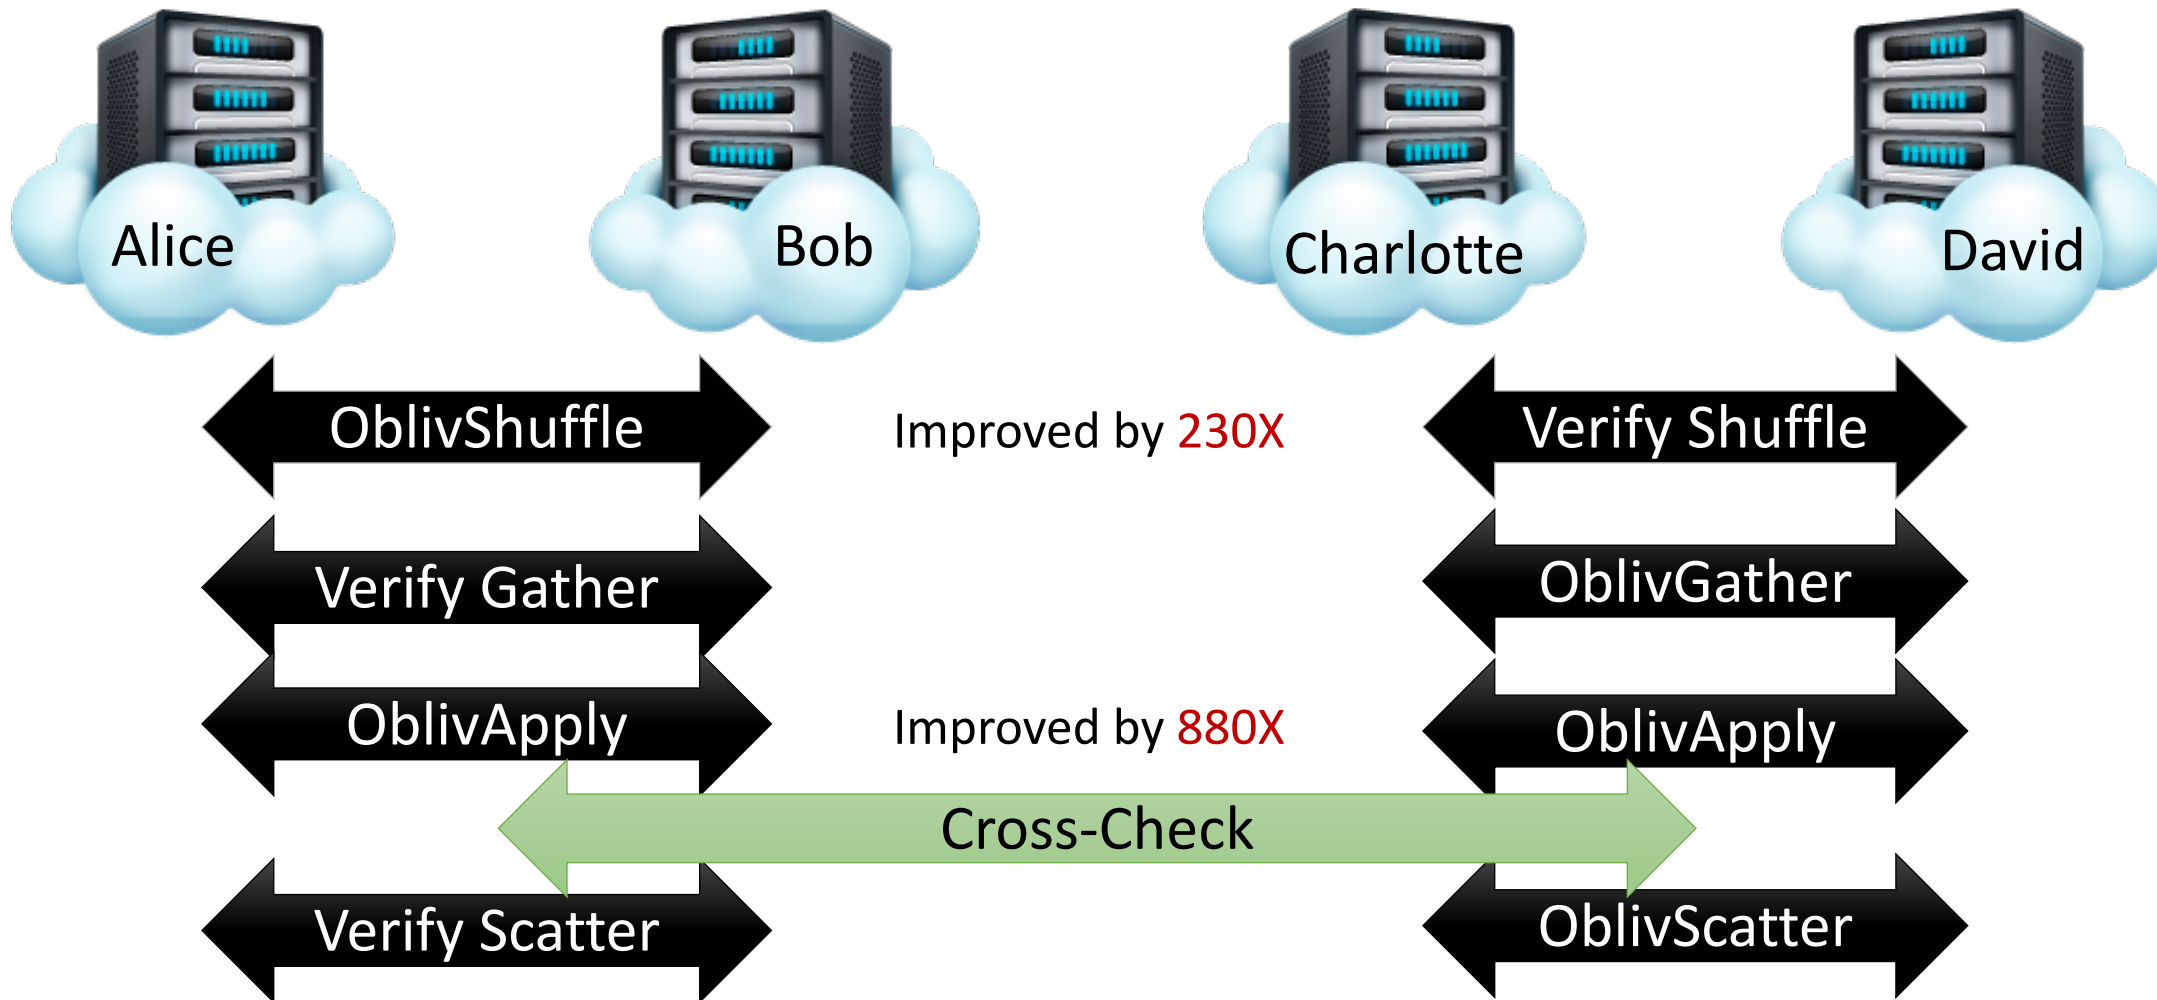 Alice
Bob
Charlotte
David
OblivShuffle
Improved by 230X
Verify Shuffle
Verify Gather
OblivGather
OblivApply
Improved by 880X
OblivApply
Cross-Check
Verify Scatter
OblivScatter